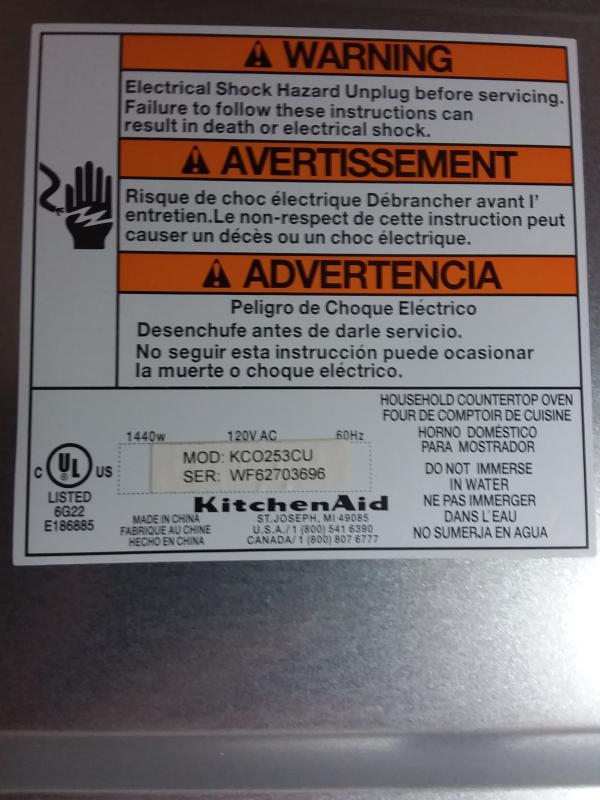 ⚠ WARNING
Electrical Shock Hazard Unplug before servicing.
Failure to follow these instructions can
result in death or electrical shock.
⚠ AVERTISSEMENT
Risque de choc électrique Débrancher avant l'
entretien.Le non-respect de cette instruction peut
causer un décès ou un choc électrique.
⚠ ADVERTENCIA
Peligro de Choque Eléctrico
Desenchufe antes de darle servicio.
No seguir esta instrucción puede ocasionar
la muerte o choque eléctrico.
C UL US
LISTED
6G22
E186885
1440w 120V AC 60Hz
MOD: KCO253CU
SER: WF62703696
KitchenAid
MADE IN CHINA
FABRIQUE AU CHINE
HECHO EN CHINA
ST.JOSEPH, MI 49085
U.S.A./1 (800) 541 6390
CANADA/1 (800) 807 6777
HOUSEHOLD COUNTERTOP OVEN
FOUR DE COMPTOIR DE CUISINE
HORNO DOMÉSTICO
PARA MOSTRADOR
DO NOT IMMERSE
IN WATER
NE PAS IMMERGER
DANS L'EAU
NO SUMERJA EN AGUA